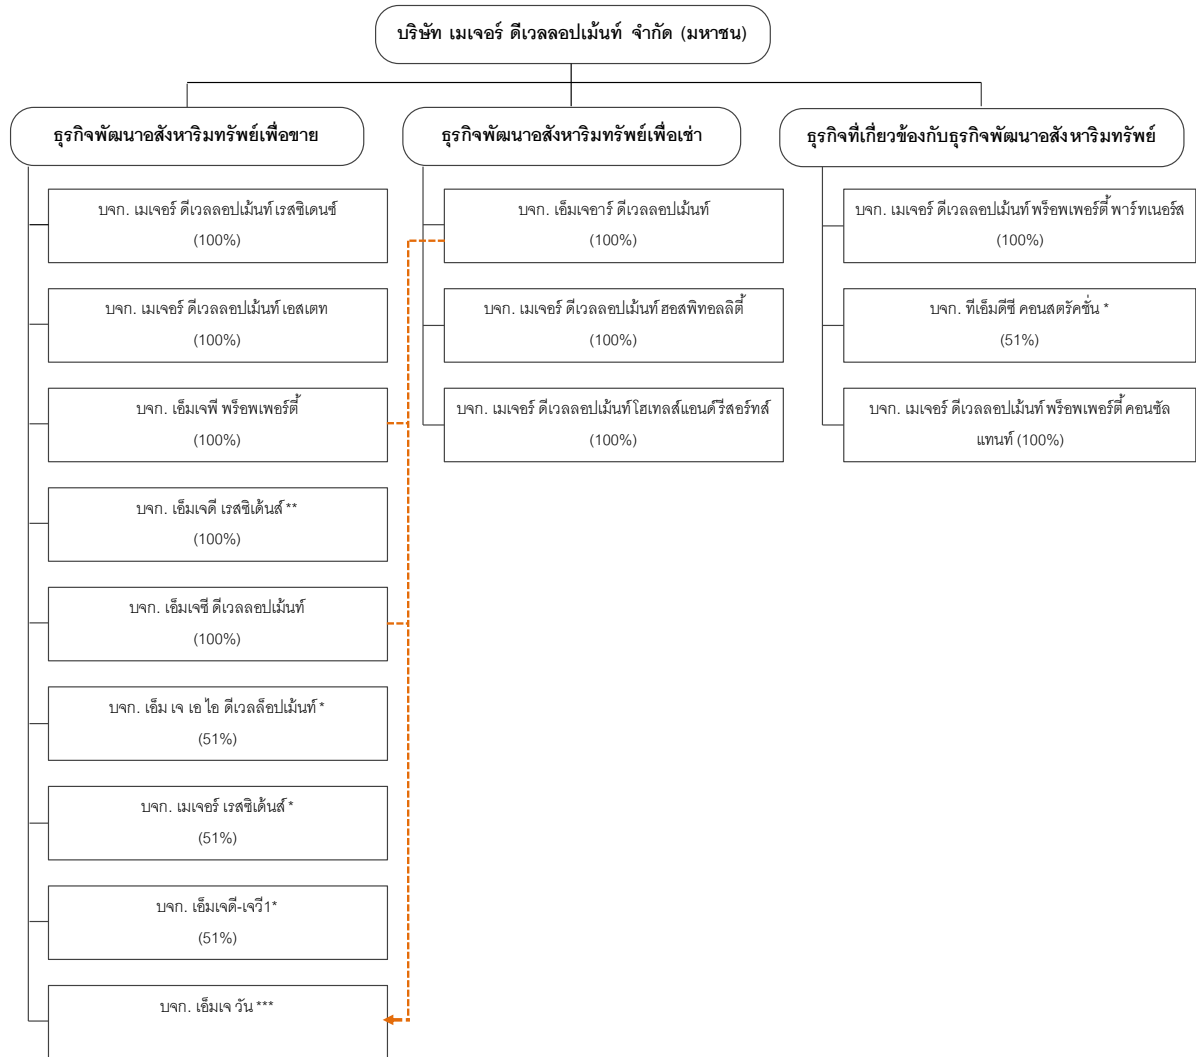 บริษัท เมเจอร์ ดีเวลลอปเม้นท์ จำกัด (มหาชน)
ธุรกิจพัฒนาอสังหาริมทรัพย์เพื่อขาย
บจก. เมเจอร์ ดีเวลลอปเม้นท์ เรสซิเดนซ์
(100%)
บจก. เมเจอร์ ดีเวลลอปเม้นท์ เอสเตท
(100%)
บจก. เอ็มเจพี พร็อพเพอร์ตี้
(100%)
บจก. เอ็มเจดี เรสซิเด้นส์ **
(100%)
บจก. เอ็มเจซี ดีเวลลอปเม้นท์
(100%)
บจก. เอ็ม เจ เอ ไอ ดีเวลล็อปเม้นท์ *
(51%)
บจก. เมเจอร์ เรสซิเด้นส์ *
(51%)
บจก. เอ็มเจดี-เจวี1*
(51%)
บจก. เอ็มเจ วัน ***
ธุรกิจพัฒนาอสังหาริมทรัพย์เพื่อเช่า
บจก. เอ็มเจอาร์ ดีเวลลอปเม้นท์
(100%)
บจก. เมเจอร์ ดีเวลลอปเม้นท์ ฮอสพิทอลลิตี้
(100%)
บจก. เมเจอร์ ดีเวลลอปเม้นท์ โฮเทลส์แอนด์ รีสอร์ทส์
(100%)
ธุรกิจที่เกี่ยวข้องกับธุรกิจพัฒนาอสังหาริมทรัพย์
บจก. เมเจอร์ ดีเวลลอปเม้นท์ พร็อพเพอร์ตี้ พาร์ทเนอร์ส
(100%)
บจก. ทีเอ็มดีซี คอนสตรัคชั่น *
(51%)
บจก. เมเจอร์ ดีเวลลอปเม้นท์ พร็อพเพอร์ตี้ คอนซัล
แทนท์ (100%)